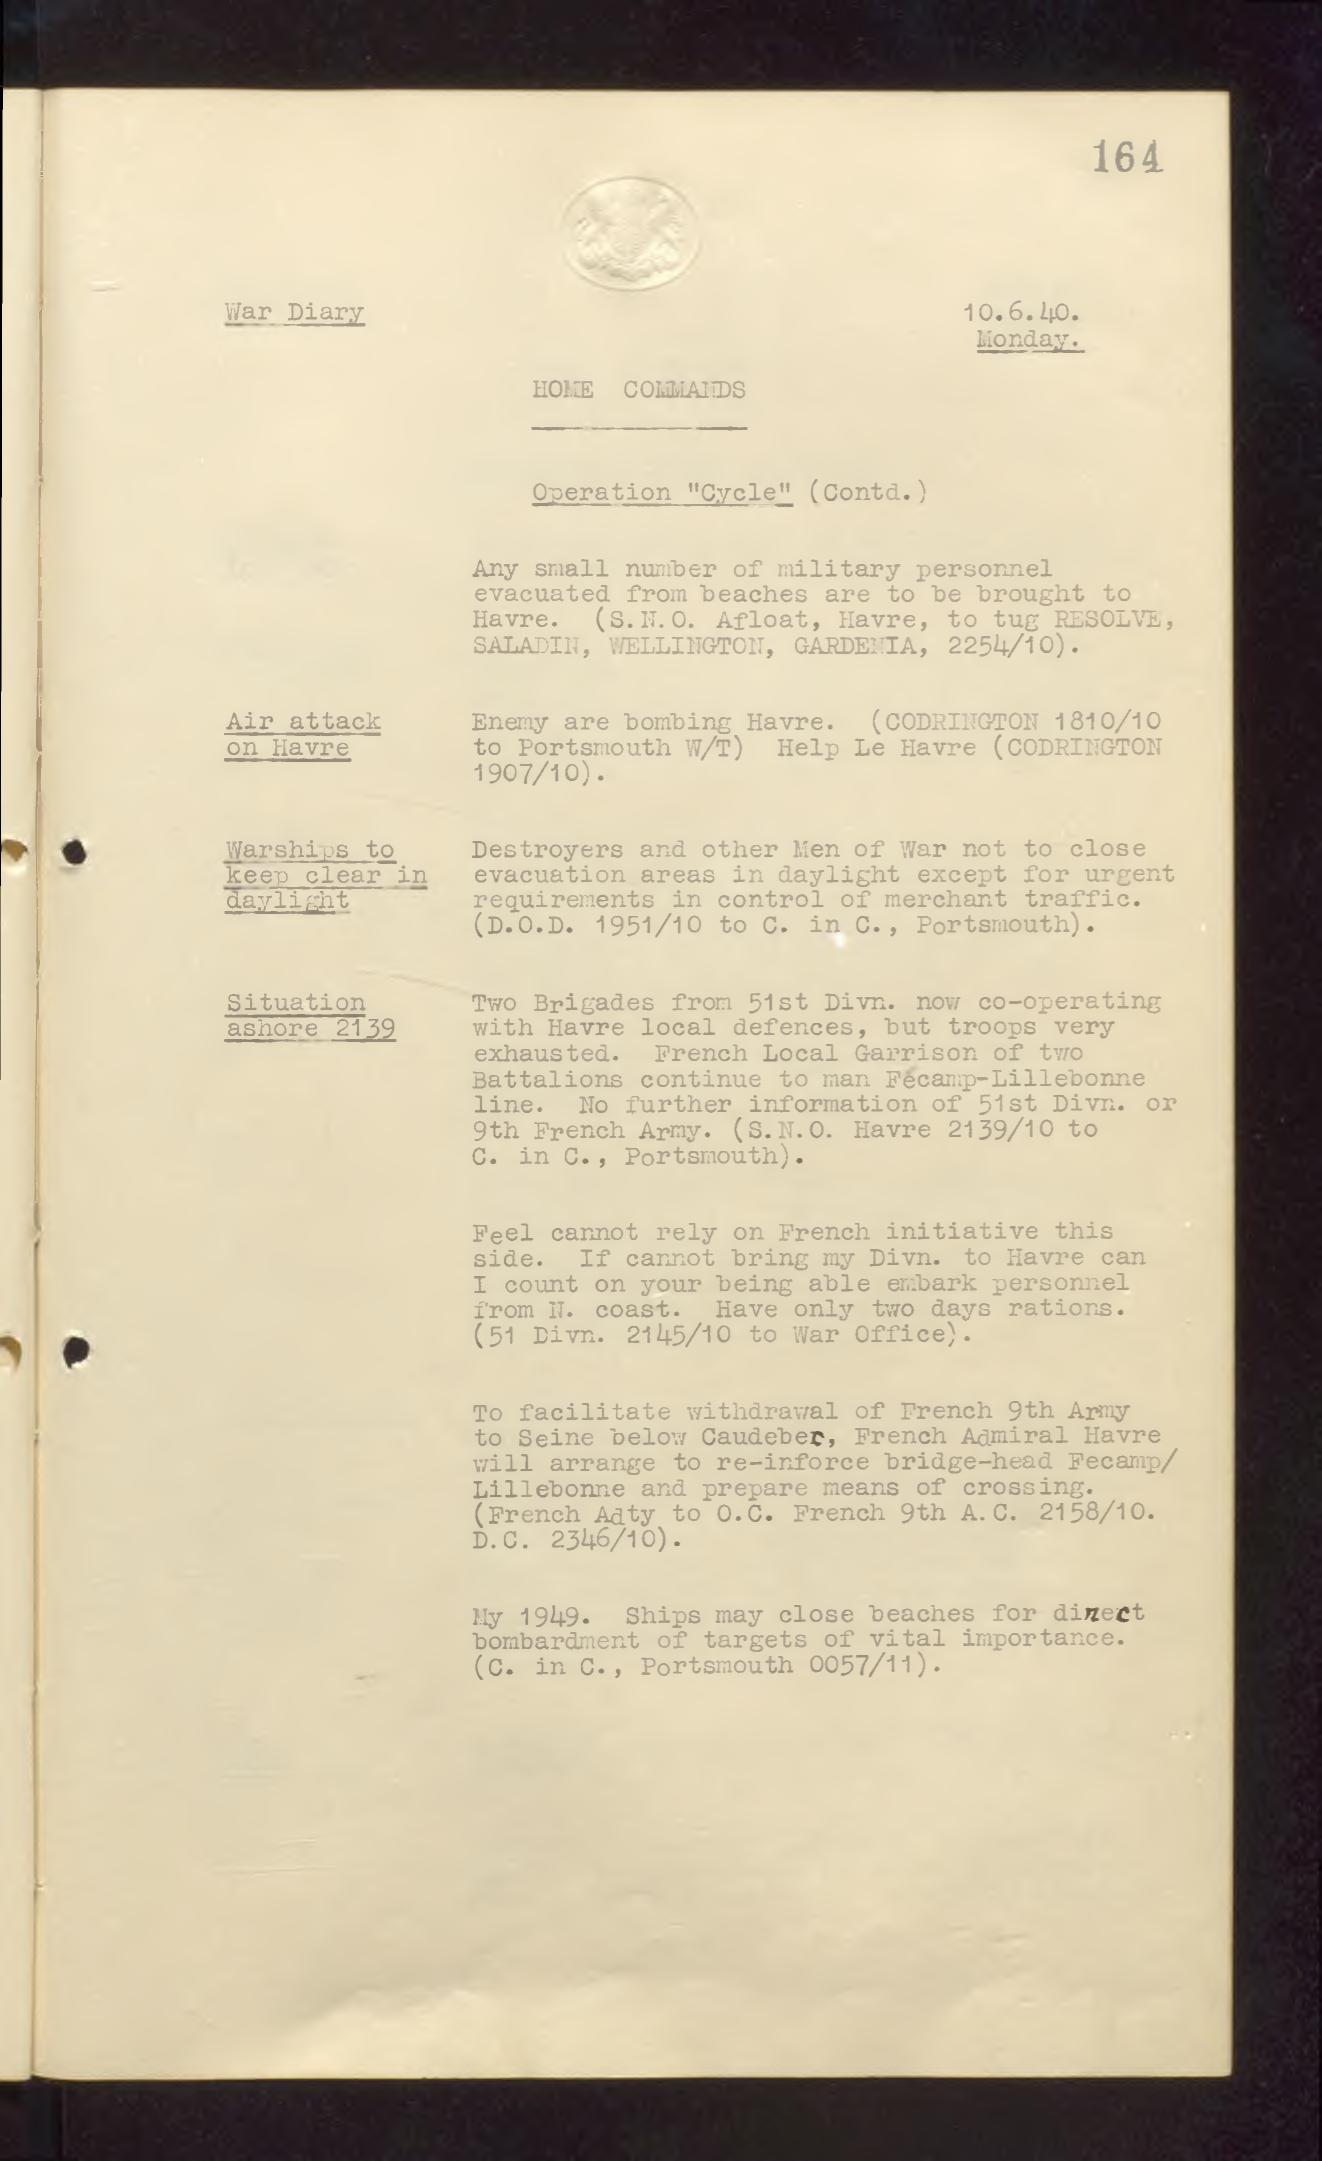 164
War Diary
10.6.40.
Monday.
HOME COMMANDS
Operation "Cycle" (Contd.)
Any small number of military personnel
evacuated from beaches are to be brought to
Havre. (S.N.O. Afloat, Havre, to tug RESOLVE,
SALADIN, WELLINGTON, GARDENIA, 2254/10).
Air attack
on Havre
Enemy are bombing Havre. (CODRINGTON 1810/10
to Portsmouth W/T) Help Le Havre (CODRINGTON
1907/10).
Warships to
keep clear in
daylight
Destroyers and other Men of War not to close
evacuation areas in daylight except for urgent
requirements in control of merchant traffic.
(D.O.D. 1951/10 to C. in C., Portsmouth).
Situation
ashore 2139
Two Brigades from 51st Divn. now co-operating
with Havre local defences, but troops very
exhausted. French Local Garrison of two
Battalions continue to man Fécamp-Lillebonne
line. No further information of 51st Divn. or
9th French Army. (S.N.O. Havre 2139/10 to
C. in C., Portsmouth).
Feel cannot rely on French initiative this
side. If cannot bring my Divn. to Havre can
I count on your being able embark personnel
from N. coast. Have only two days rations.
(51 Divn. 2145/10 to War Office).
To facilitate withdrawal of French 9th Army
to Seine below Caudebec, French Admiral Havre
will arrange to re-inforce bridge-head Fecamp/
Lillebonne and prepare means of crossing.
(French Adty to O.C. French 9th A.C. 2158/10.
D.C. 2346/10).
My 1949. Ships may close beaches for direct
bombardment of targets of vital importance.
(C. in C., Portsmouth 0057/11).